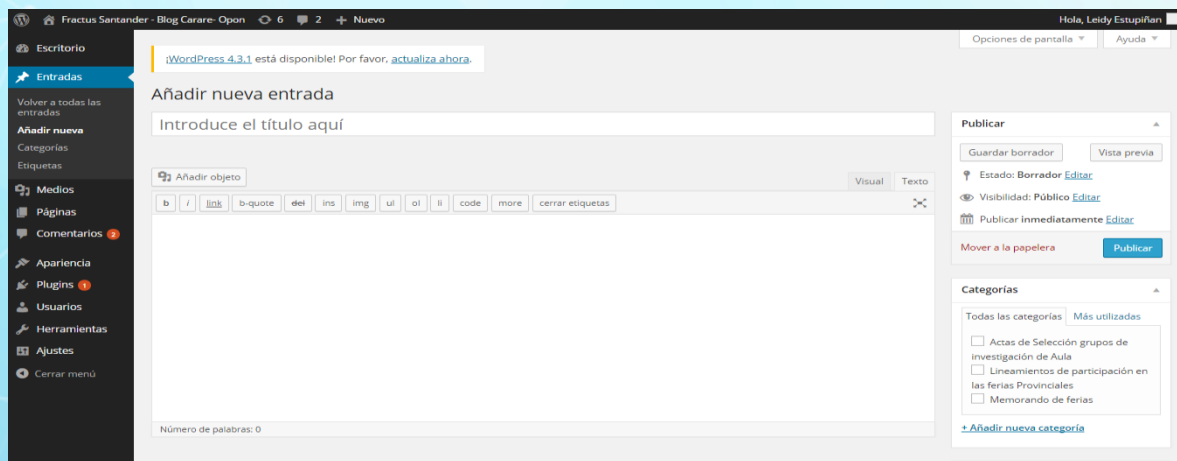 Fractus Santander - Blog Carare- Opon 6 2 + Nuevo
Hola, Leidy Estupiñan
Escritorio
Entradas
Volver a todas las
entradas
Añadir nueva
Categorías
Etiquetas
Medios
Páginas
Comentarios 2
Apariencia
Plugins 1
Usuarios
Herramientas
Ajustes
Cerrar menú
Opciones de pantalla
Ayuda
¡WordPress 4.3.1 está disponible! Por favor, actualiza ahora.
Añadir nueva entrada
Introduce el título aquí
Añadir objeto
Visual Texto
b i link b-quote del ins img ul ol li code more cerrar etiquetas
Número de palabras: 0
Publicar
Guardar borrador Vista previa
Estado: Borrador Editar
Visibilidad: Público Editar
Publicar inmediatamente Editar
Mover a la papelera Publicar
Categorías
Todas las categorías Más utilizadas
Actas de Selección grupos de
investigación de Aula
Lineamientos de participación en
las ferias Provinciales
Memorando de ferias
+ Añadir nueva categoría